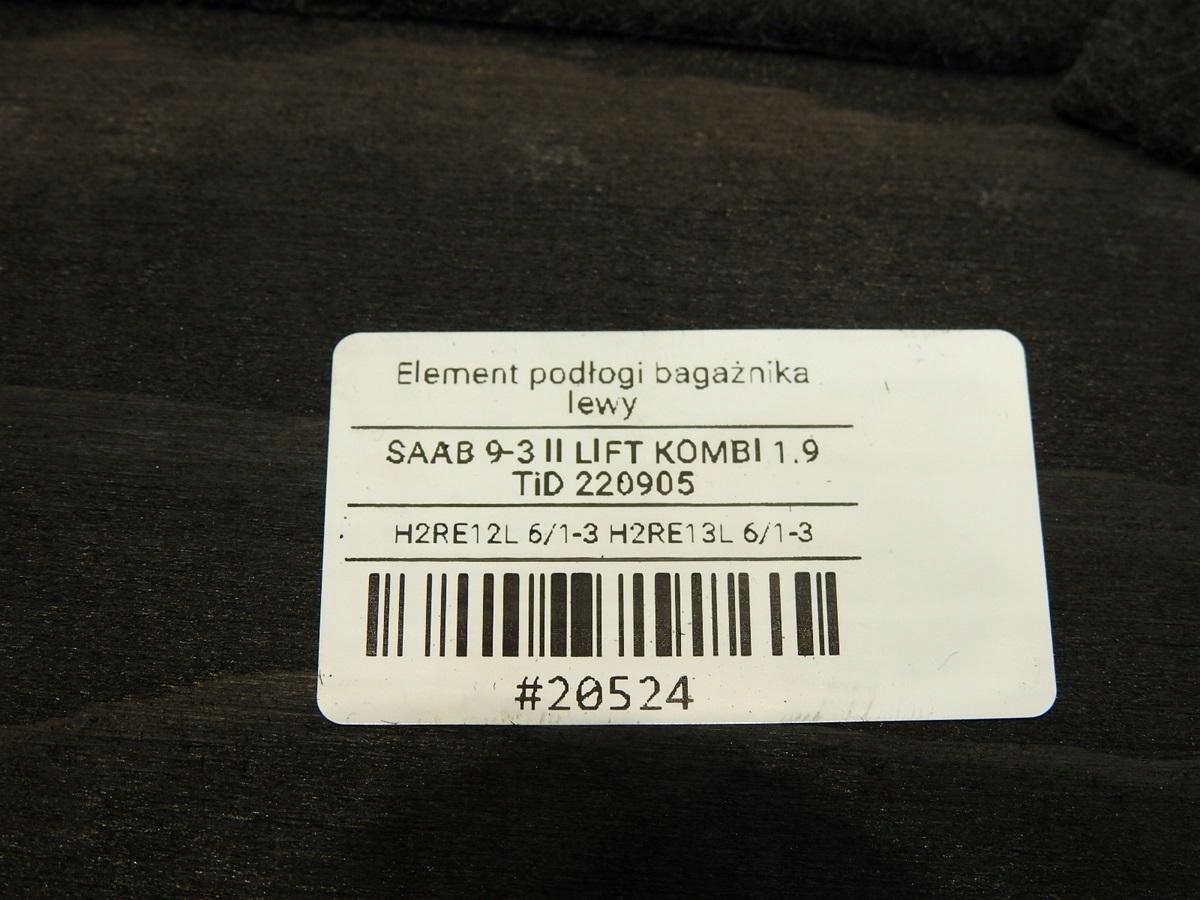 Element podłogi bagażnika
lewy
SAAB 9-3 II LIFT KOMBI 1.9
TiD 220905
H2RE12L 6/1-3 H2RE13L 6/1-3
#20524